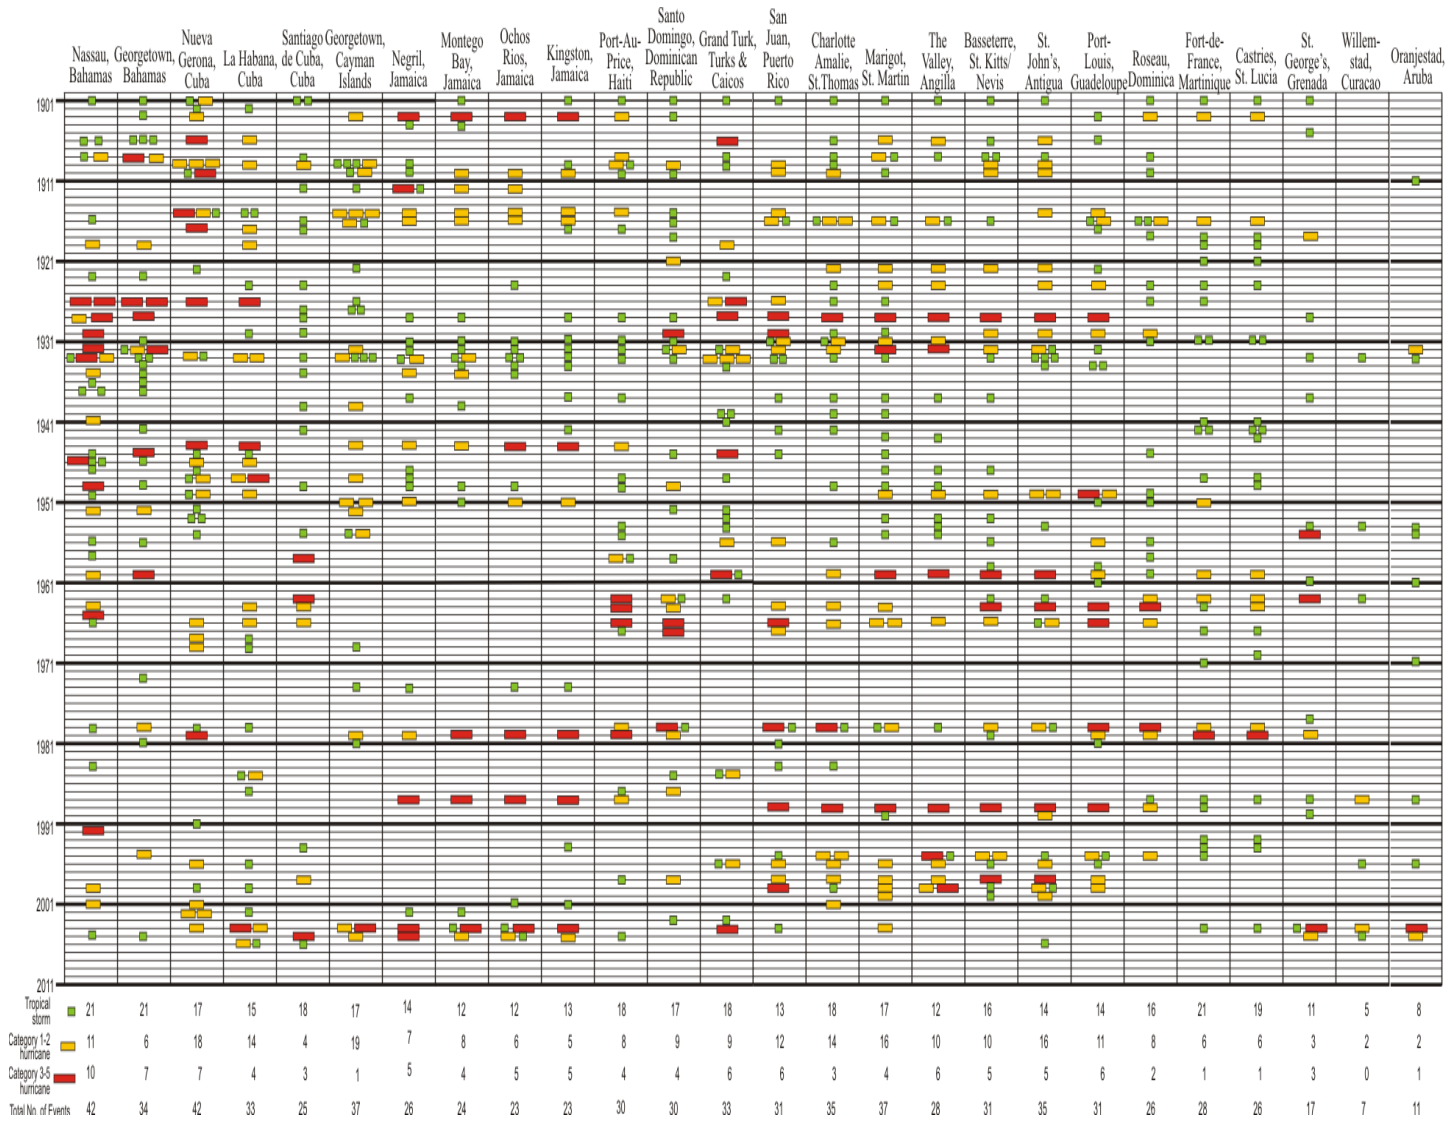 Nassau, Bahamas
Georgetown, Bahamas
Nueva Gerona, Cuba
La Habana, Cuba
Santiago de Cuba, Cuba
Georgetown, Cayman Islands
Negril, Jamaica
Montego Bay, Jamaica
Ochos Rios, Jamaica
Kingston, Jamaica
Port-Au-Price, Haiti
Santo Domingo, Dominican Republic
Grand Turk, Turks & Caicos
San Juan, Puerto Rico
Charlotte Amalie, St.Thomas
Marigot, St. Martin
The Valley, Angilla
Basseterre, St. Kitts/ Nevis
St. John's, Antigua
Port-Louis, Guadeloupe
Roseau, Dominica
Fort-de-France, Martinique
Castries, St. Lucia
St. George's, Grenada
Willem-stad, Curacao
Oranjestad, Aruba
1901
1911
1921
1931
1941
1951
1961
1971
1981
1991
2001
2011
Tropical storm 21 21 17 15 18 17 14 12 12 13 18 17 18 13 18 17 12 16 14 14 16 21 19 11 5 8
Category 1-2 hurricane 11 6 18 14 4 19 7 8 6 5 8 9 9 12 14 16 10 10 16 11 8 6 6 3 2 2
Category 3-5 hurricane 10 7 7 4 3 1 5 4 5 5 4 4 6 6 3 4 6 5 5 6 2 1 1 3 0 1
Total No. of Events 42 34 42 33 25 37 26 24 23 23 30 30 33 31 35 37 28 31 35 31 26 28 26 17 7 11